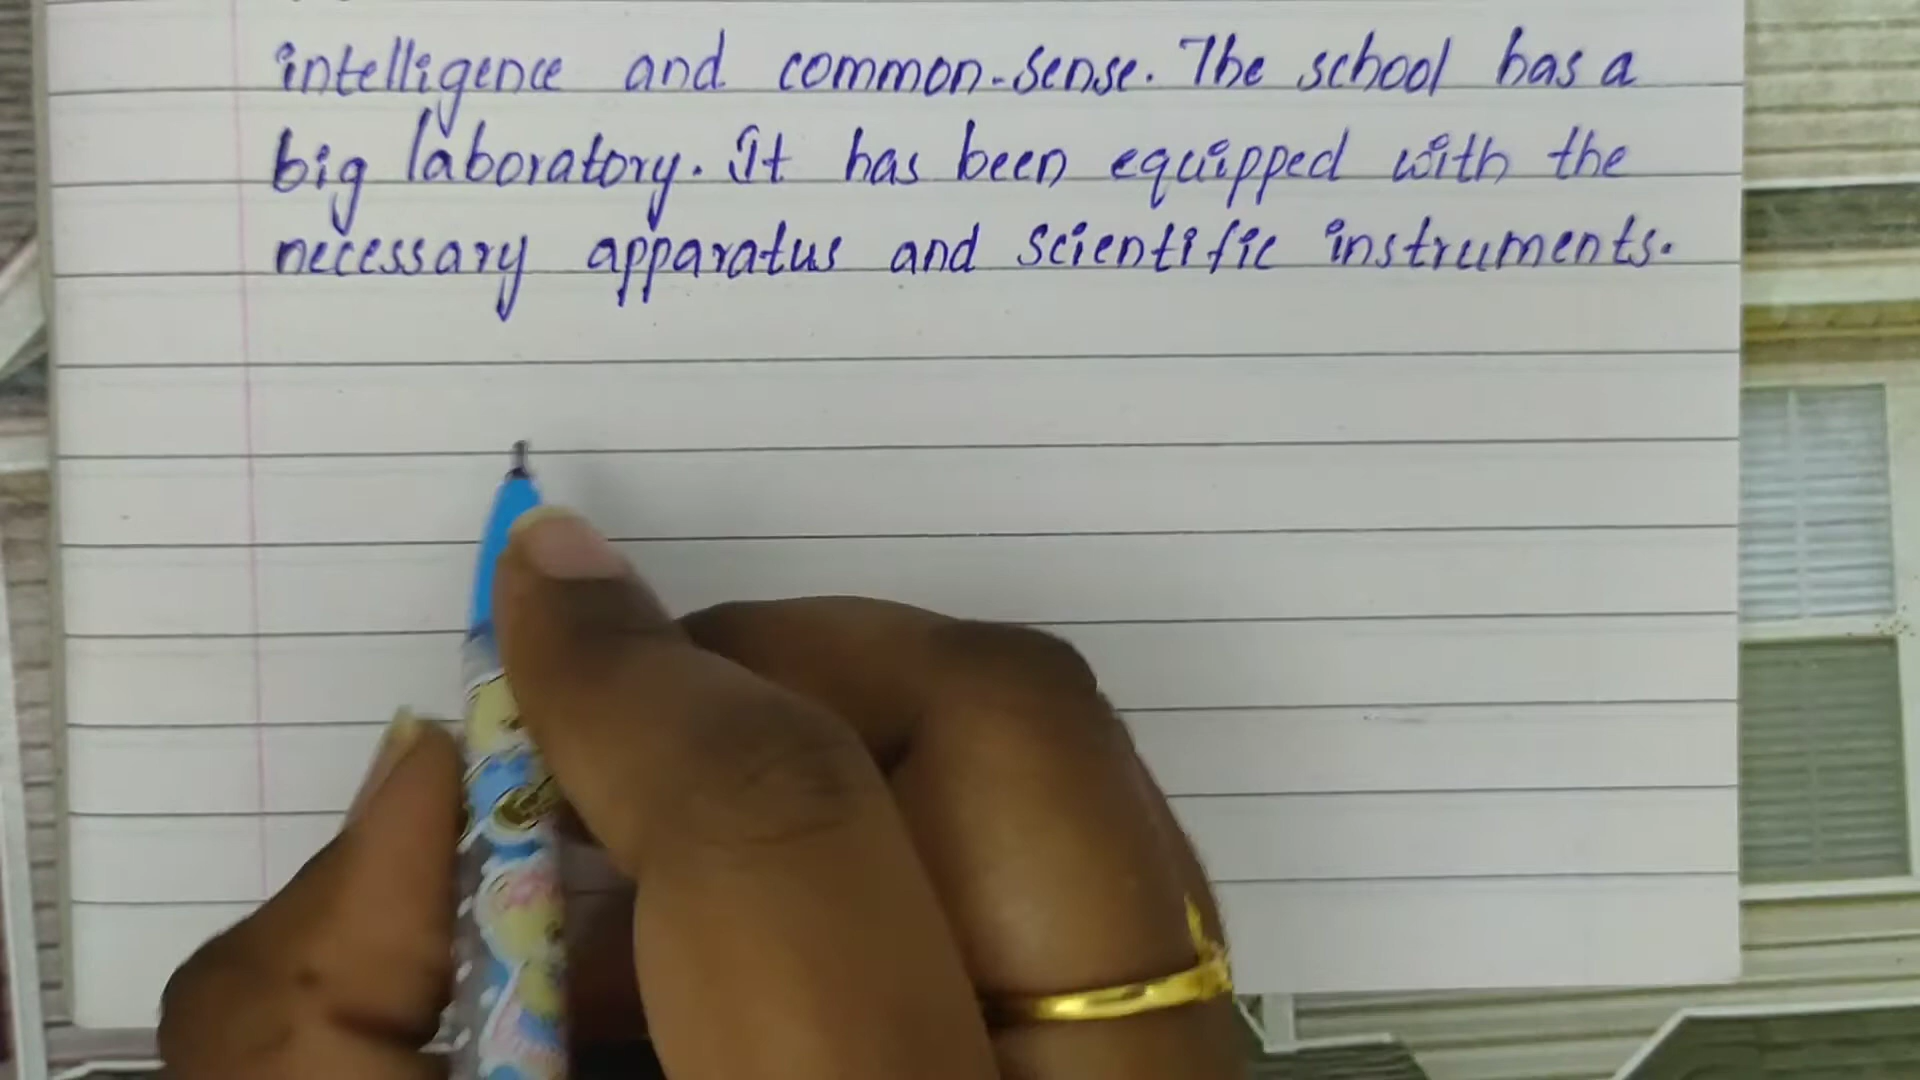 intelligence and common-sense. The school has a
big laboratory. It has been equipped with the
necessary apparatus and scientific instruments.